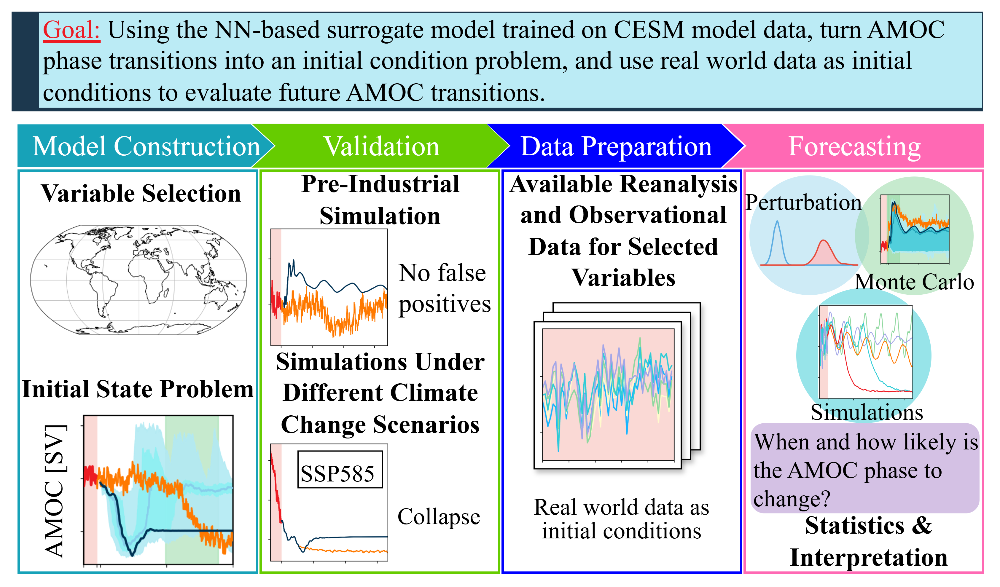 Goal: Using the NN-based surrogate model trained on CESM model data, turn AMOC
phase transitions into an initial condition problem, and use real world data as initial
conditions to evaluate future AMOC transitions.
Model Construction
Validation
Data Preparation
Forecasting
Variable Selection
Initial State Problem
AMOC [SV]
Pre-Industrial
Simulation
No false
positives
Simulations Under
Different Climate
Change Scenarios
SSP585
Collapse
Available Reanalysis
and Observational
Data for Selected
Variables
Real world data as
initial conditions
Perturbation
Monte Carlo
Simulations
When and how likely is
the AMOC phase to
change?
Statistics &
Interpretation